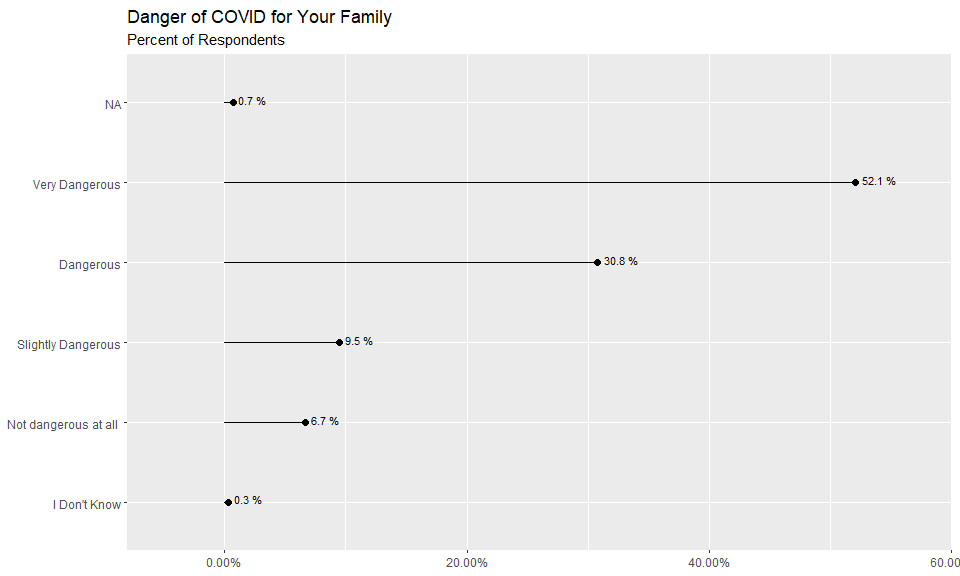 Danger of COVID for Your Family
Percent of Respondents
NA
0.7 %
Very Dangerous
52.1 %
Dangerous
30.8 %
Slightly Dangerous
9.5 %
Not dangerous at all
6.7 %
I Don't Know
0.3 %
0.00%
20.00%
40.00%
60.00